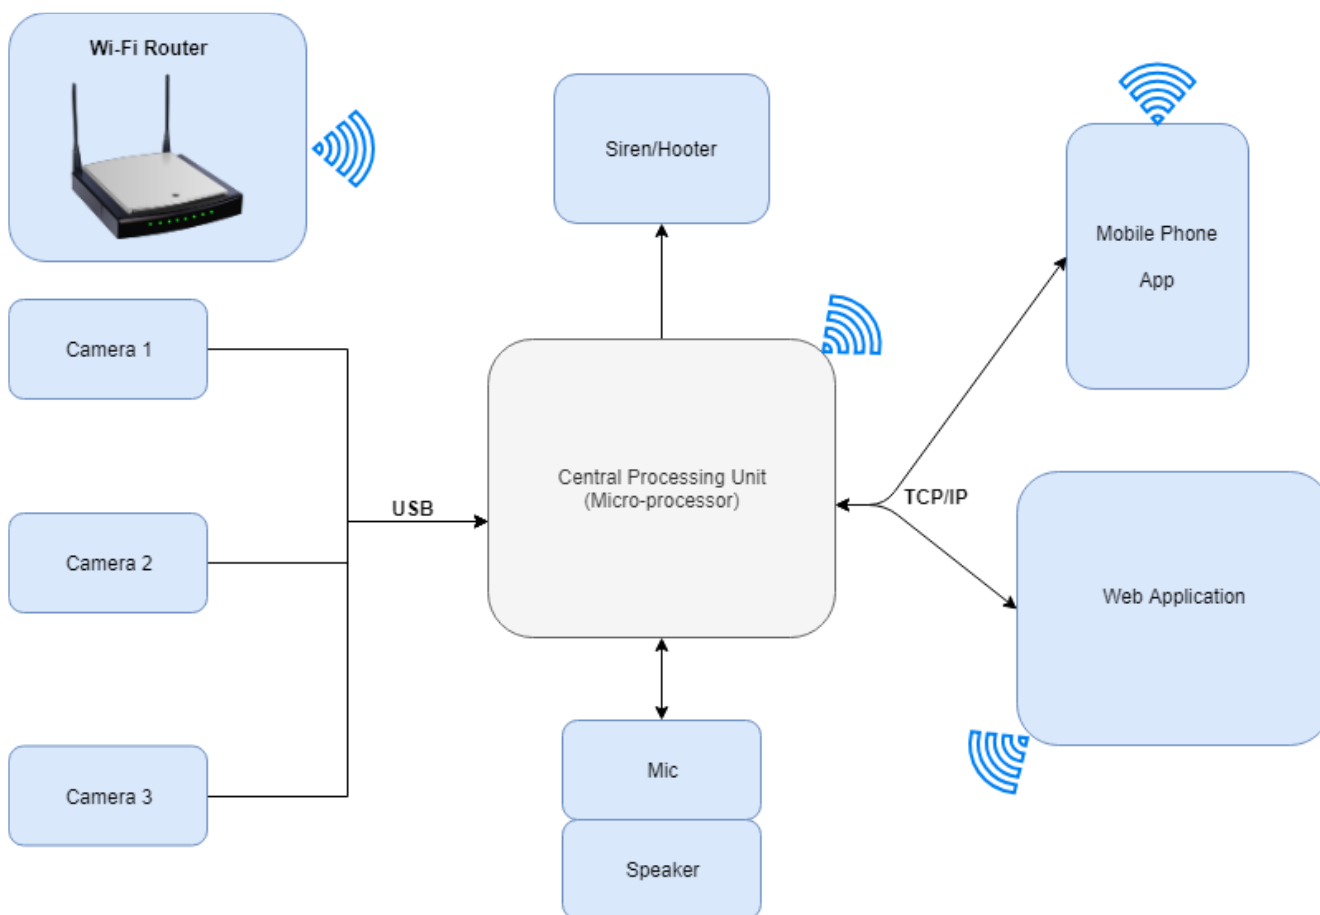 Wi-Fi Router
Siren/Hooter
Mobile Phone
App
Camera 1
Central Processing Unit
(Micro-processor)
USB
TCP/IP
Camera 2
Web Application
Camera 3
Mic
Speaker